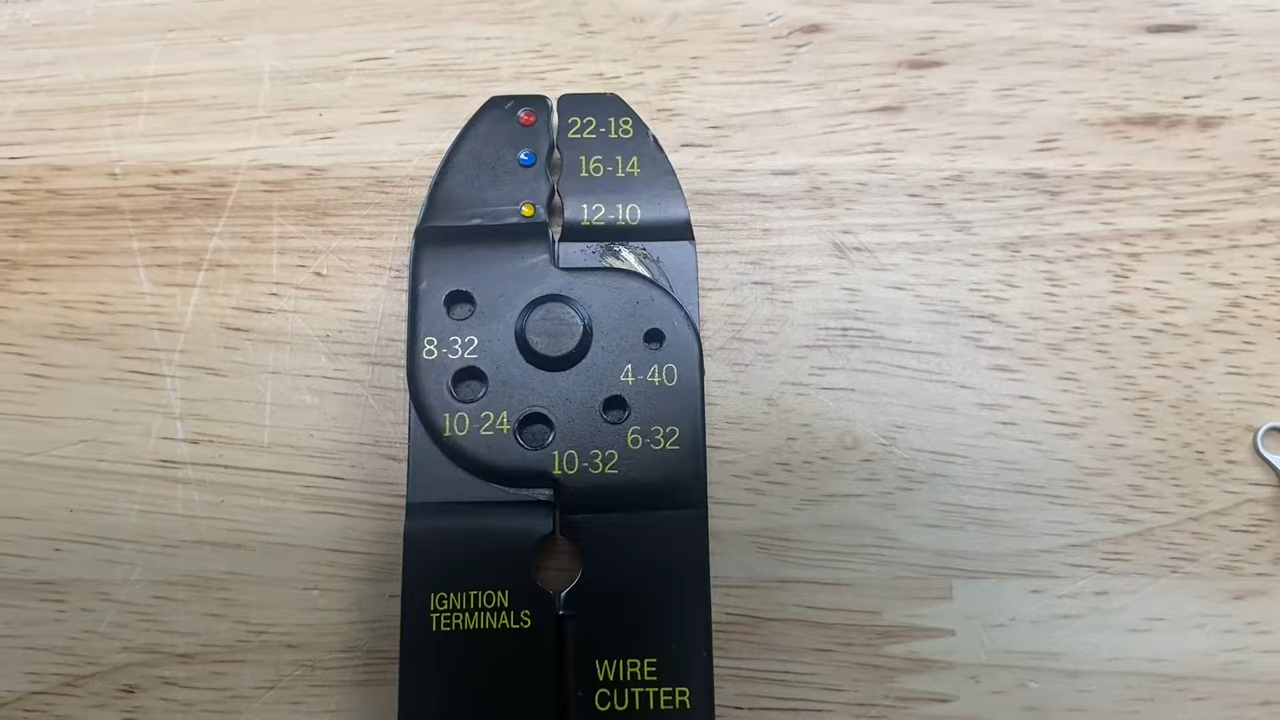 22-18
16-14
12-10
8-32
4-40
10-24
6-32
10-32
IGNITION
TERMINALS
WIRE
CUTTER